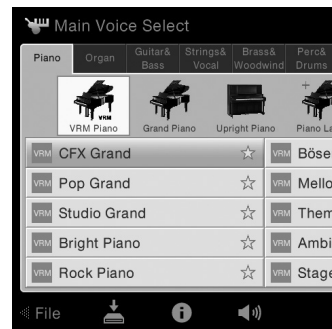 Main Voice Select
Piano
Organ
Guitar&
Bass
Strings&
Vocal
Brass&
Woodwind
Perc&
Drums
VRM
VRM Piano
Grand Piano
Upright Piano
Piano La
VRM CFX Grand
VRM Pop Grand
VRM Studio Grand
VRM Bright Piano
VRM Rock Piano
VRM Böse
VRM Mello
VRM Them
VRM Ambi
VRM Stage
File